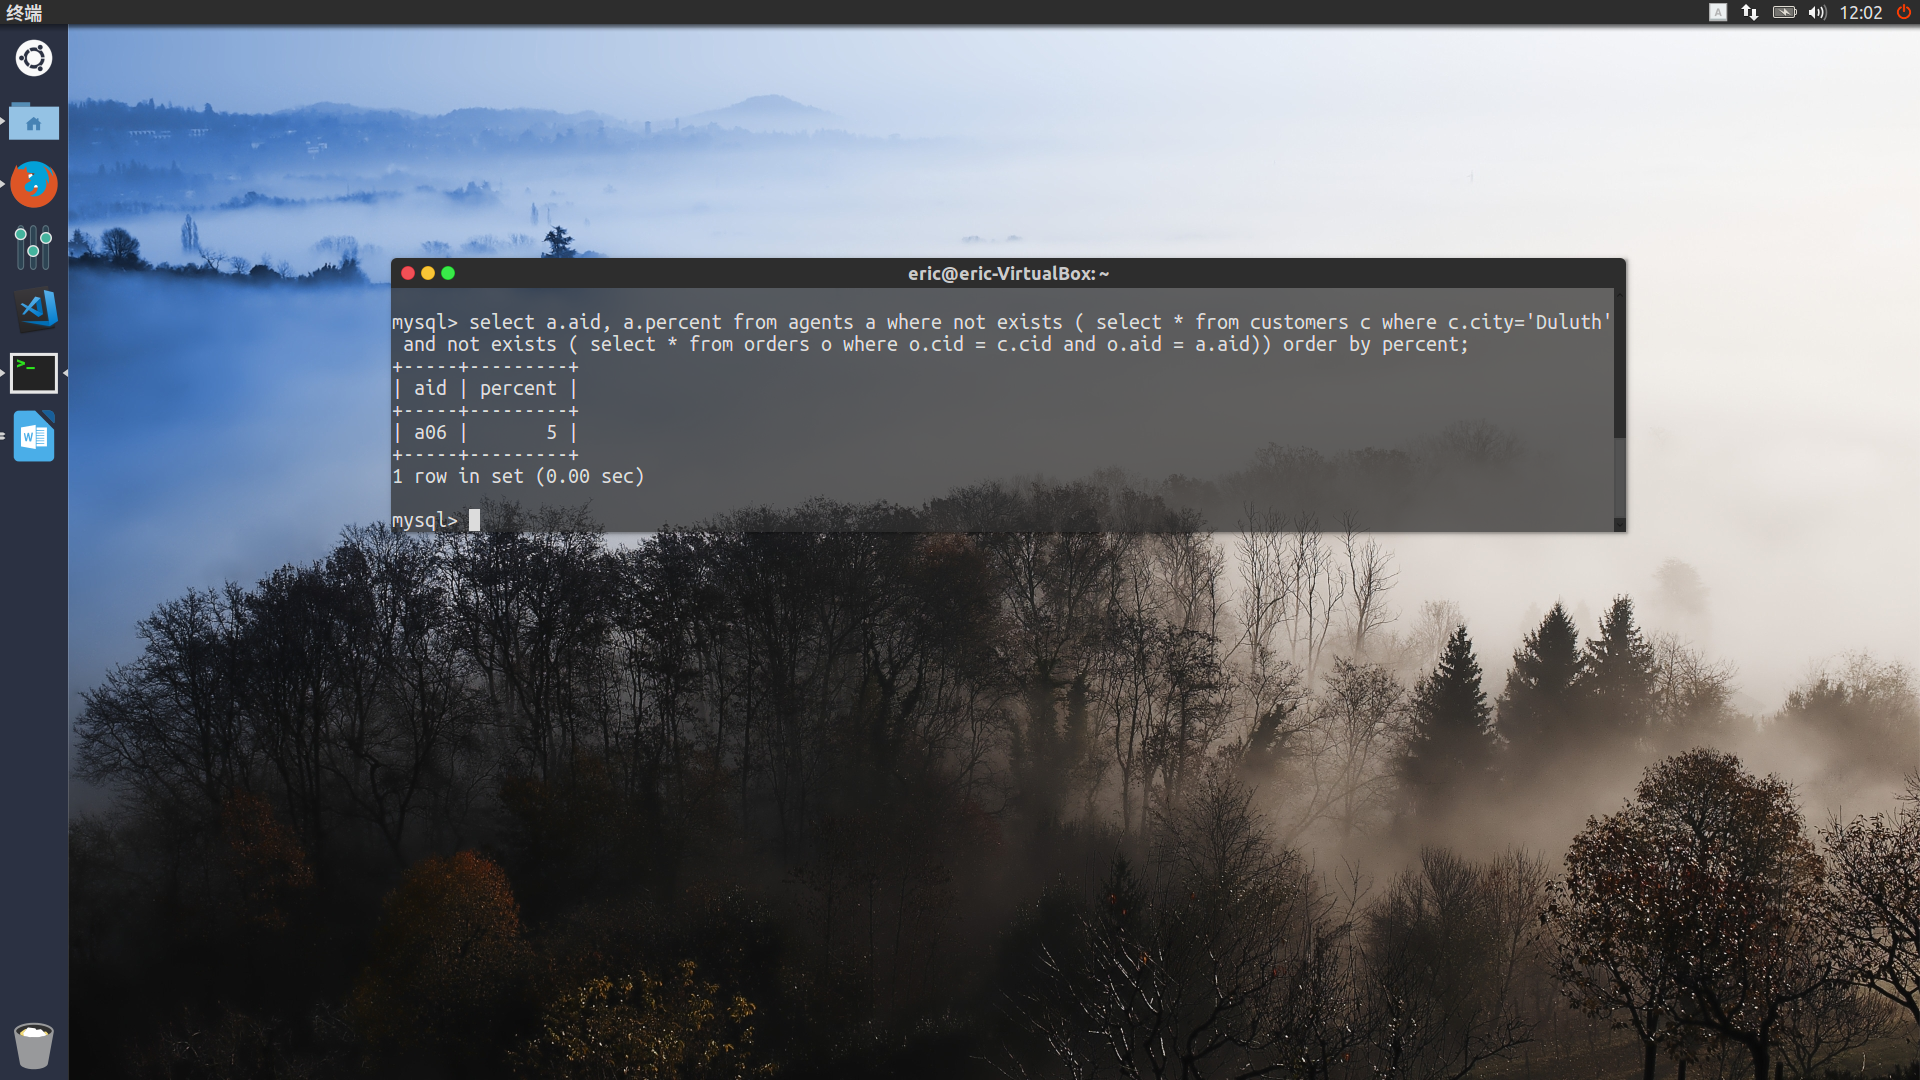 终端
A
12:02
eric@eric-VirtualBox: ~
mysql> select a.aid, a.percent from agents a where not exists ( select * from customers c where c.city='Duluth'
 and not exists ( select * from orders o where o.cid = c.cid and o.aid = a.aid)) order by percent;
+-----+---------+
| aid | percent |
+-----+---------+
| a06 |       5 |
+-----+---------+
1 row in set (0.00 sec)
mysql>
>_
W